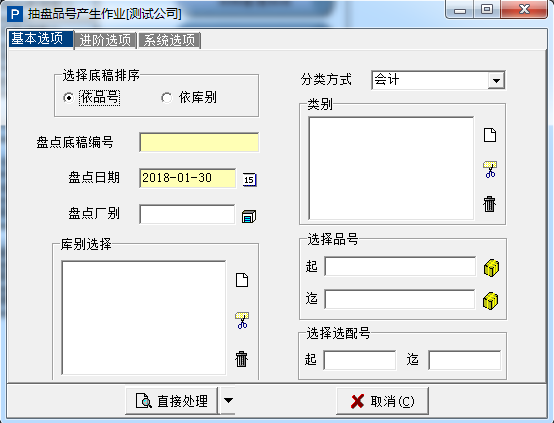 抽盘品号产生作业[测试公司]
基本选项 进阶选项 系统选项
选择底稿排序
依品号 依库别
盘点底稿编号
盘点日期 2018-01-30 15
盘点厂别
库别选择
分类方式 会计
类别
选择品号
起
迄
选择选配号
起 迄
直接处理 取消(C)